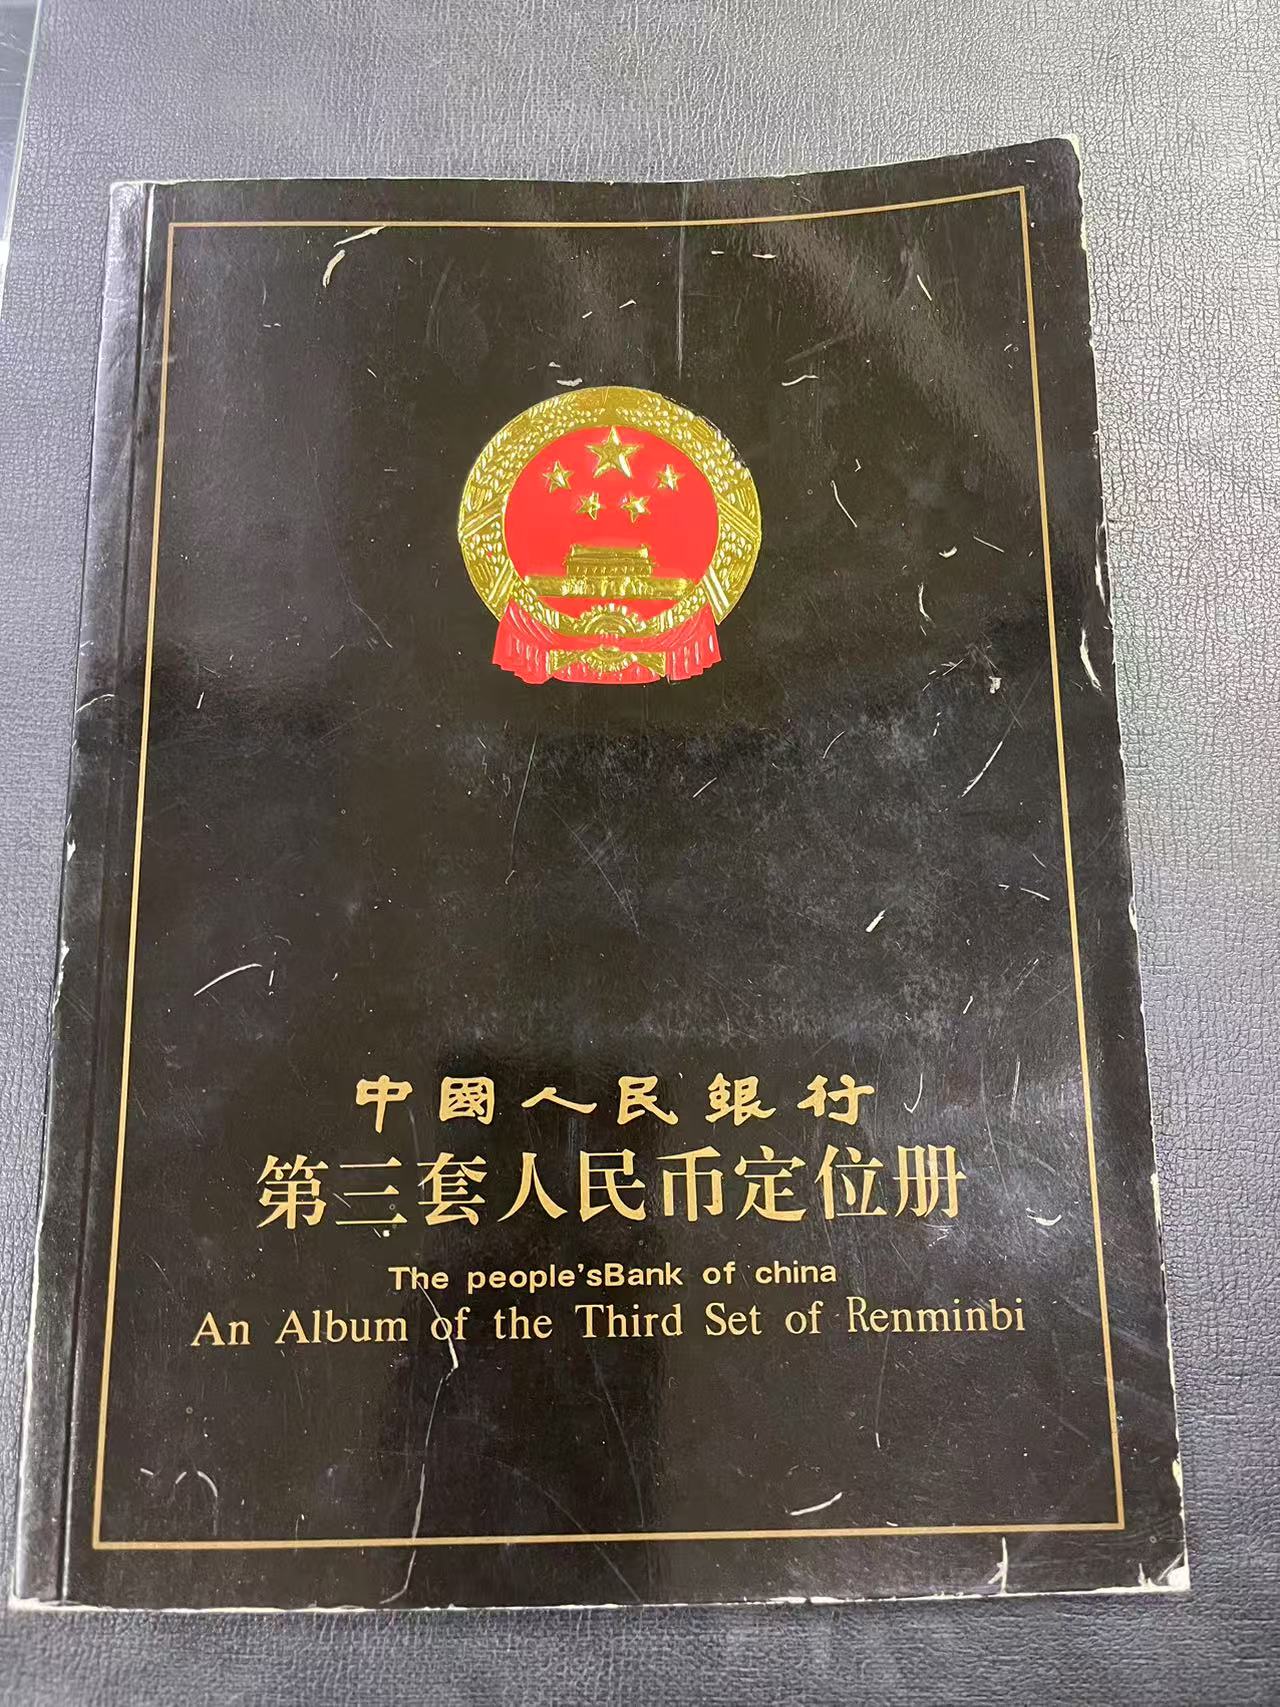 中國人民銀行
第三套人民币定位册
The people'sBank of china
An Album of the Third Set of Renminbi